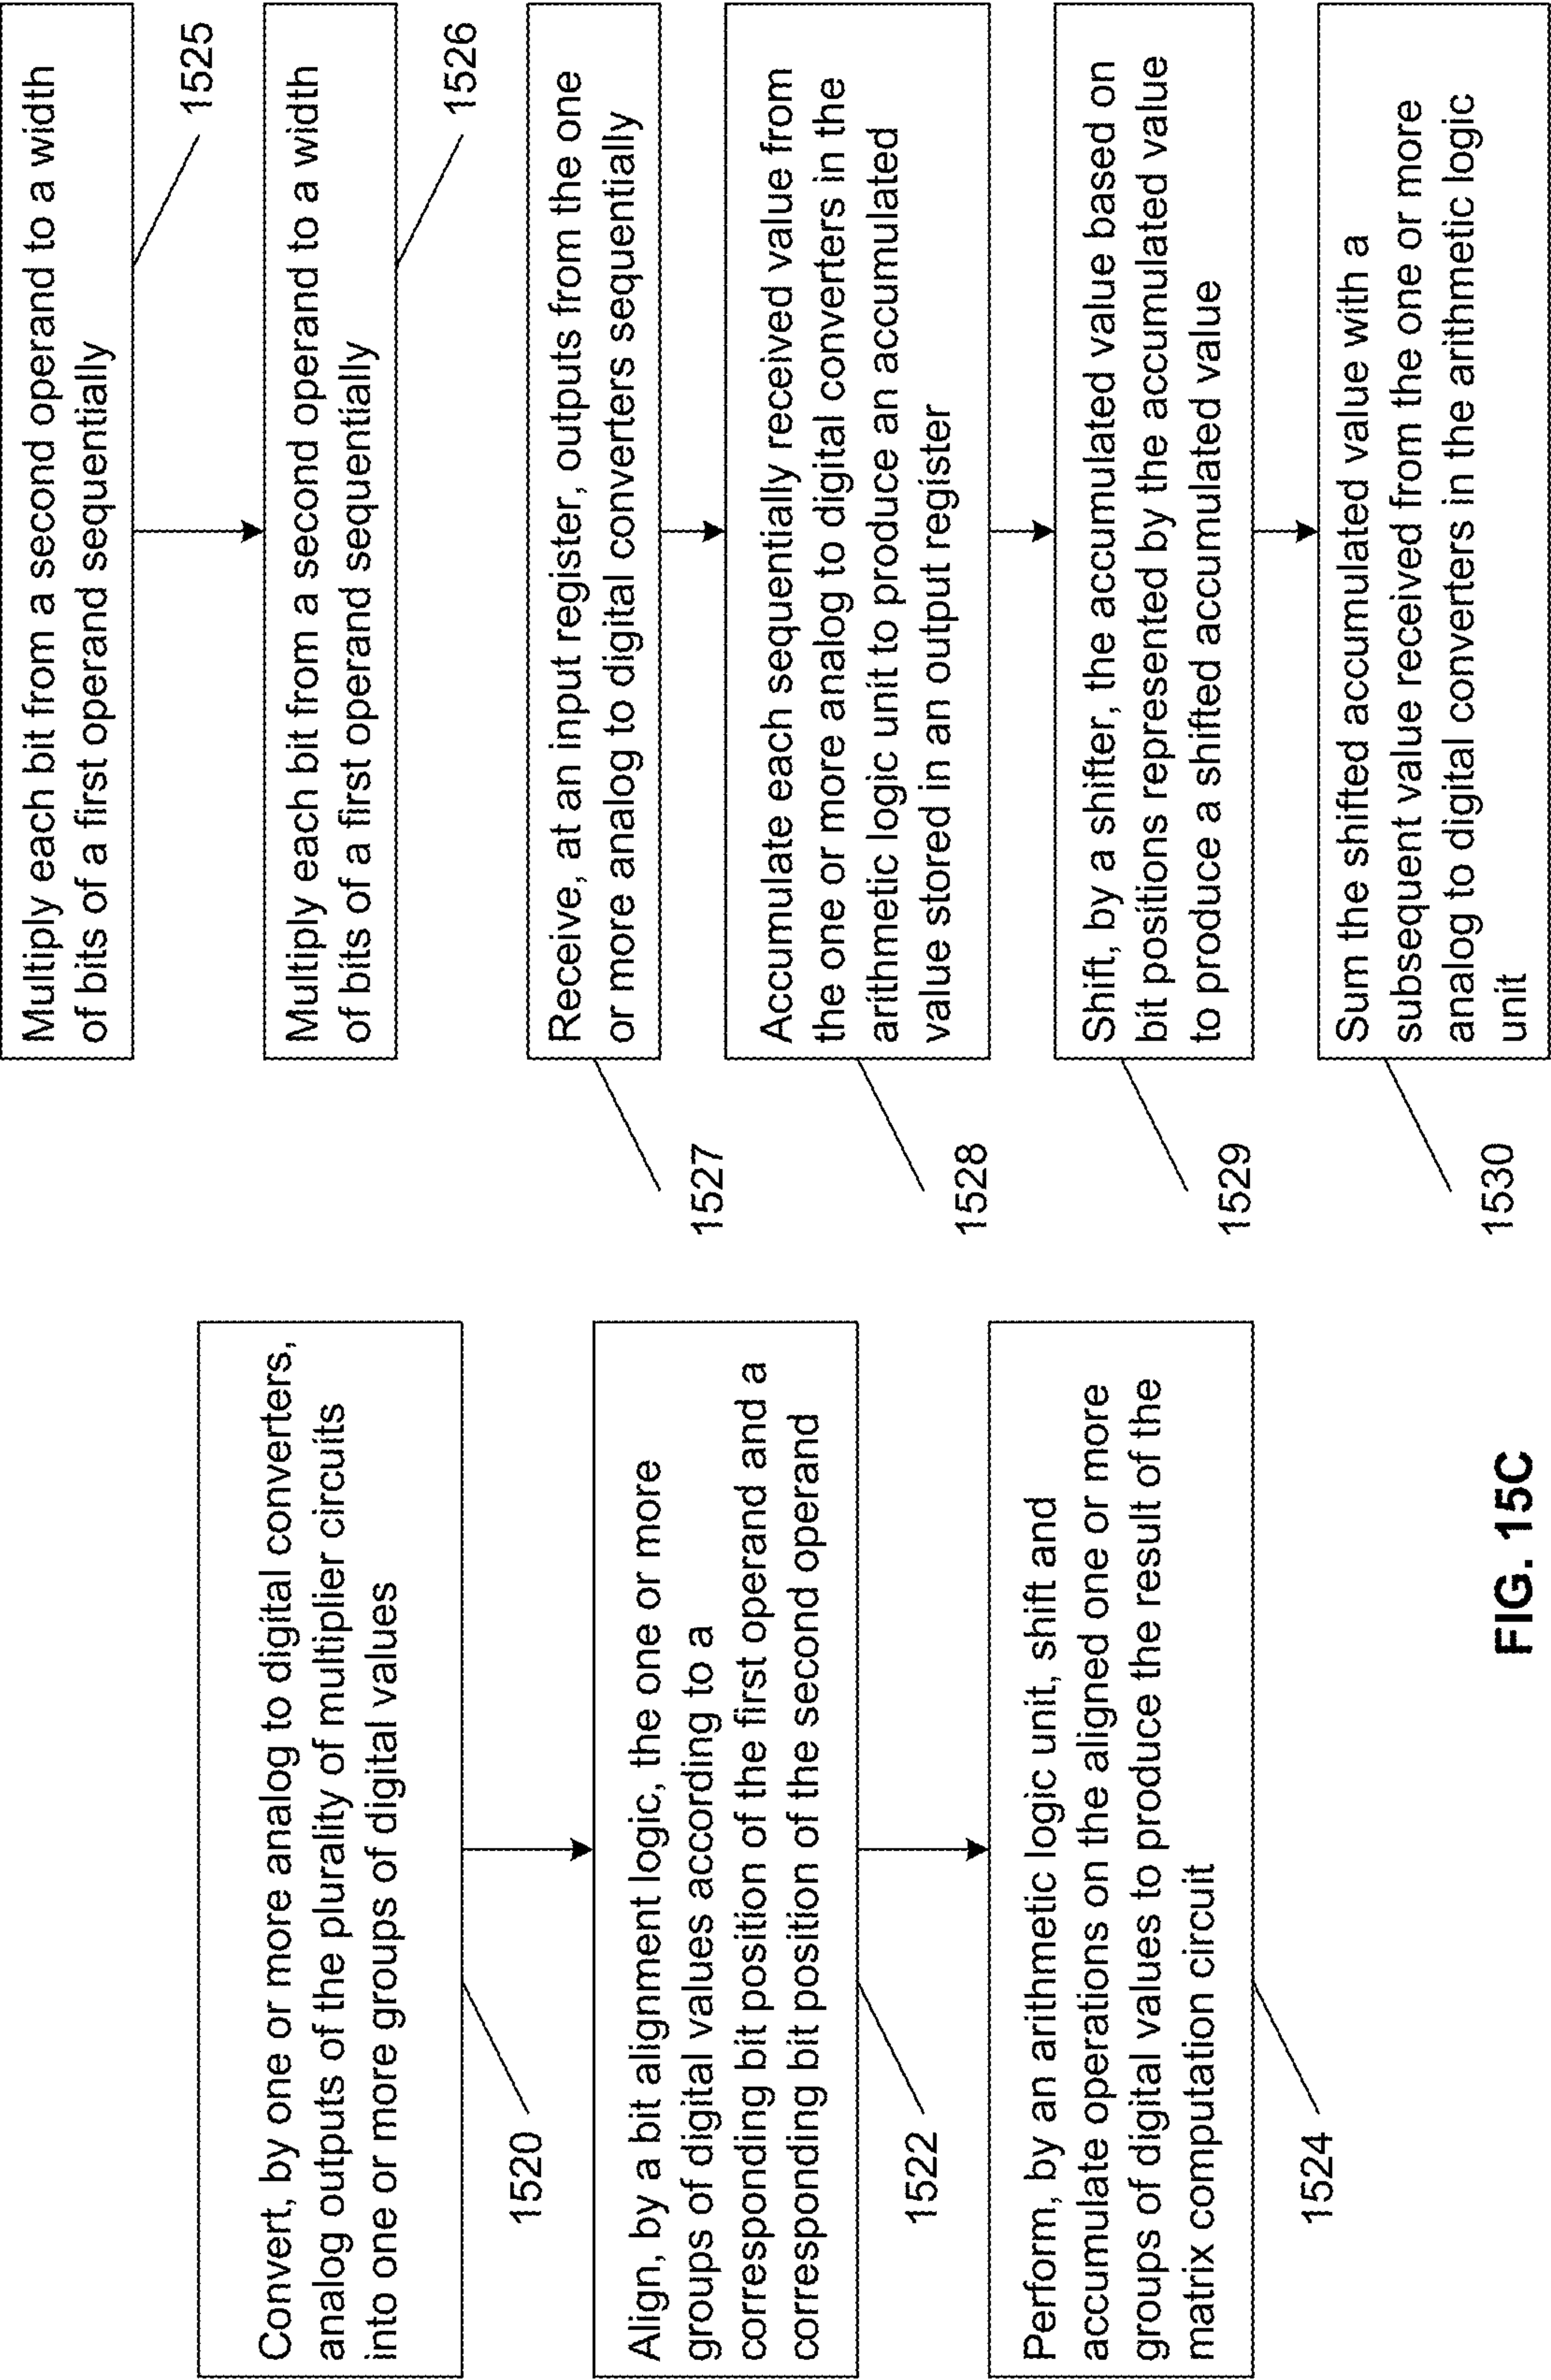 Convert, by one or more analog to digital converters,
analog outputs of the plurality of multiplier circuits
into one or more groups of digital values
1520
Align, by a bit alignment logic, the one or more
groups of digital values according to a
corresponding bit position of the first operand and a
corresponding bit position of the second operand
1522
Perform, by an arithmetic logic unit, shift and
accumulate operations on the aligned one or more
groups of digital values to produce the result of the
matrix computation circuit
1524
Multiply each bit from a second operand to a width
of bits of a first operand sequentially
1525
Multiply each bit from a second operand to a width
of bits of a first operand sequentially
1526
Receive, at an input register, outputs from the one
or more analog to digital converters sequentially
1527
Accumulate each sequentially received value from
the one or more analog to digital converters in the
arithmetic logic unit to produce an accumulated
value stored in an output register
1528
Shift, by a shifter, the accumulated value based on
bit positions represented by the accumulated value
to produce a shifted accumulated value
1529
Sum the shifted accumulated value with a
subsequent value received from the one or more
analog to digital converters in the arithmetic logic
unit
1530
FIG. 15C